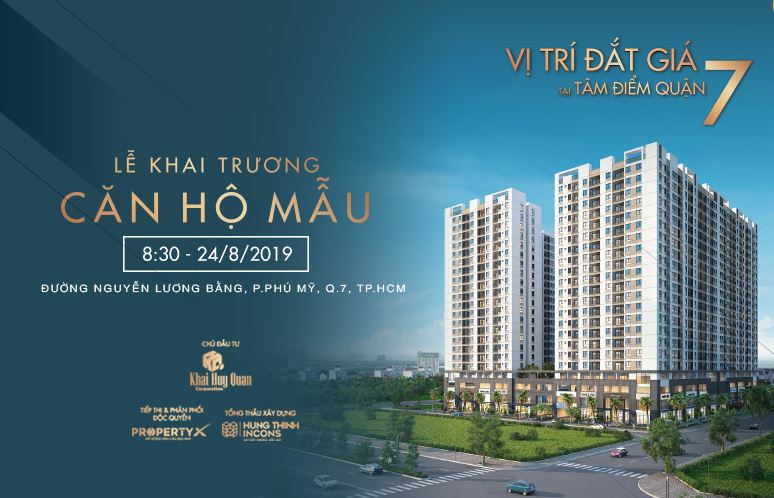 VỊ TRÍ ĐẮT GIÁ
TẠI TÂM ĐIỂM QUẬN 7
LỄ KHAI TRƯƠNG
CĂN HỘ MẪU
8:30 - 24/8/2019
ĐƯỜNG NGUYỄN LƯƠNG BẰNG, P.PHÚ MỸ, Q.7, TP.HCM
CHỦ ĐẦU TƯ
Khai Huy Quan
Corporation
TIẾP THỊ & PHÂN PHỐI
ĐỘC QUYỀN
PROPERTYX
TỔNG THẦU XÂY DỰNG
HUNG THINH
INCONS